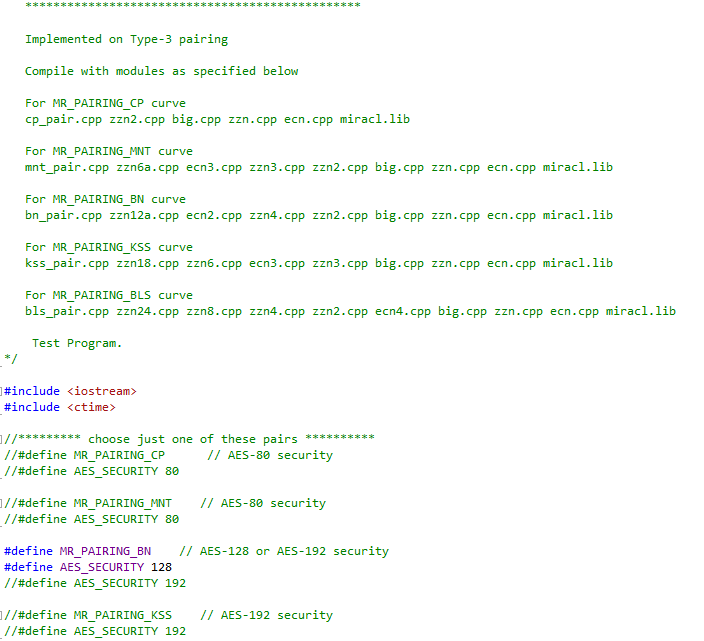 ************************************************
Implemented on Type-3 pairing
Compile with modules as specified below
For MR_PAIRING_CP curve
cp_pair.cpp zzn2.cpp big.cpp zzn.cpp ecn.cpp miracl.lib
For MR_PAIRING_MNT curve
mnt_pair.cpp zzn6a.cpp ecn3.cpp zzn3.cpp zzn2.cpp big.cpp zzn.cpp ecn.cpp miracl.lib
For MR_PAIRING_BN curve
bn_pair.cpp zzn12a.cpp ecn2.cpp zzn4.cpp zzn2.cpp big.cpp zzn.cpp ecn.cpp miracl.lib
For MR_PAIRING_KSS curve
kss_pair.cpp zzn18.cpp zzn6.cpp ecn3.cpp zzn3.cpp big.cpp zzn.cpp ecn.cpp miracl.lib
For MR_PAIRING_BLS curve
bls_pair.cpp zzn24.cpp zzn8.cpp zzn4.cpp zzn2.cpp ecn4.cpp big.cpp zzn.cpp ecn.cpp miracl.lib
Test Program.
*/
#include <iostream>
#include <ctime>
//********* choose just one of these pairs **********
//#define MR_PAIRING_CP      // AES-80 security
//#define AES_SECURITY 80
//#define MR_PAIRING_MNT    // AES-80 security
//#define AES_SECURITY 80
#define MR_PAIRING_BN    // AES-128 or AES-192 security
#define AES_SECURITY 128
//#define AES_SECURITY 192
//#define MR_PAIRING_KSS    // AES-192 security
//#define AES_SECURITY 192